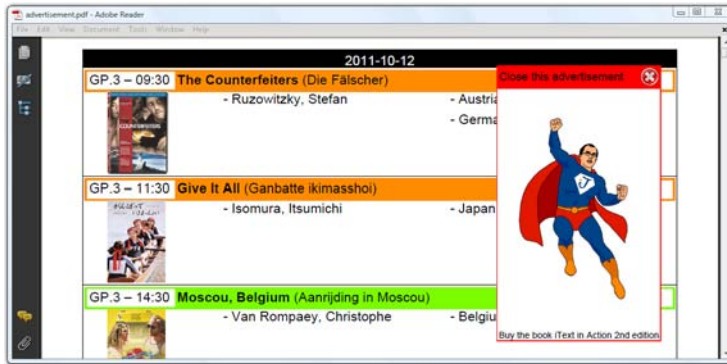 advertisement.pdf - Adobe Reader
File Edit View Document Tools Window Help
2011-10-12
GP.3 – 09:30 The Counterfeiters (Die Fälscher)
Close this advertisement
- Ruzowitzky, Stefan - Austria
- Germa
COUNTERFEITERS
GP.3 – 11:30 Give It All (Ganbatte ikimasshoi)
- Isomura, Itsumichi - Japan
J
GP.3 – 14:30 Moscou, Belgium (Aanrijding in Moscou)
- Van Rompaey, Christophe - Belgiu
Buy the book iText in Action 2nd edition